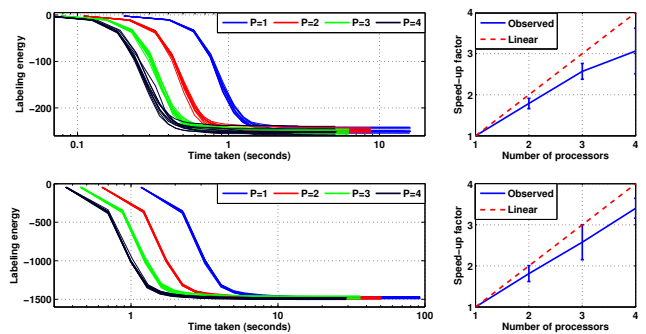 0
−100
−200
0.1
1
10
Time taken (seconds)
Labeling energy
P=1
P=2
P=3
P=4
4
3
2
1
1
2
3
4
Number of processors
Speed-up factor
Observed
Linear
0
−500
−1000
−1500
1
10
100
Time taken (seconds)
Labeling energy
P=1
P=2
P=3
P=4
4
3
2
1
1
2
3
4
Number of processors
Speed-up factor
Observed
Linear